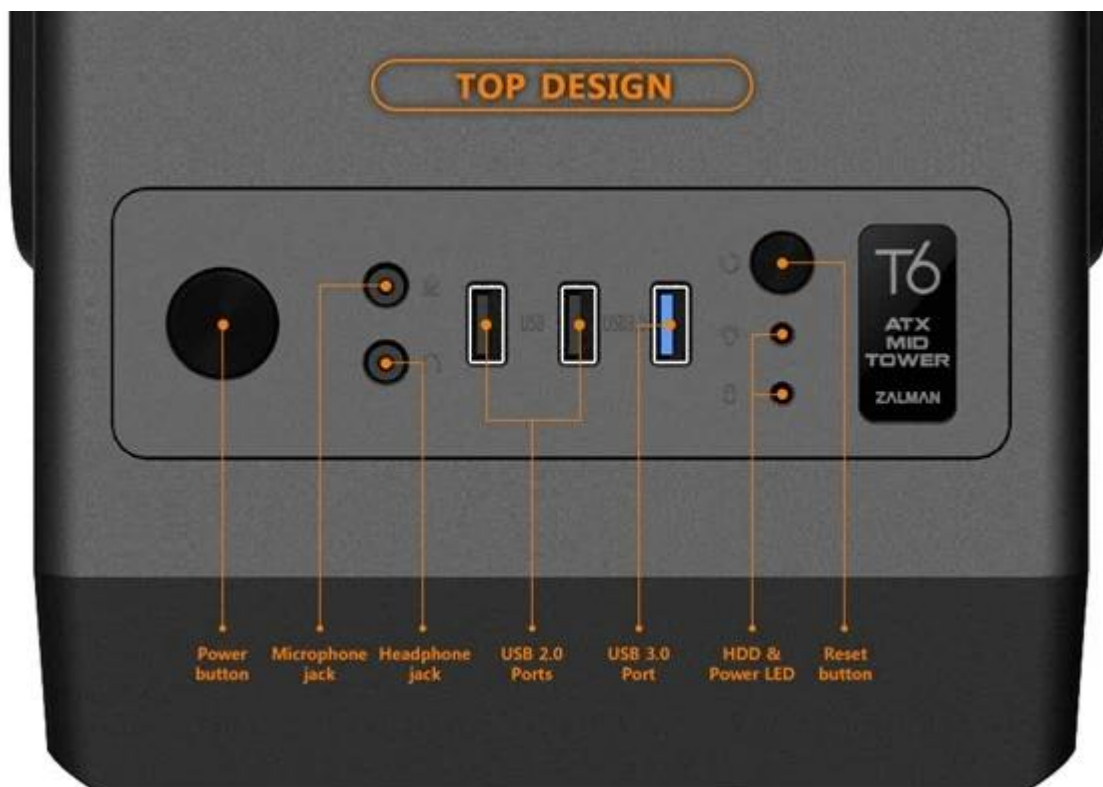 TOP DESIGN
USB
USB3.
T6
ATX
MID
TOWER
ZALMAN
Power
button
Microphone
jack
Headphone
jack
USB 2.0
Ports
USB 3.0
Port
HDD &
Power LED
Reset
button